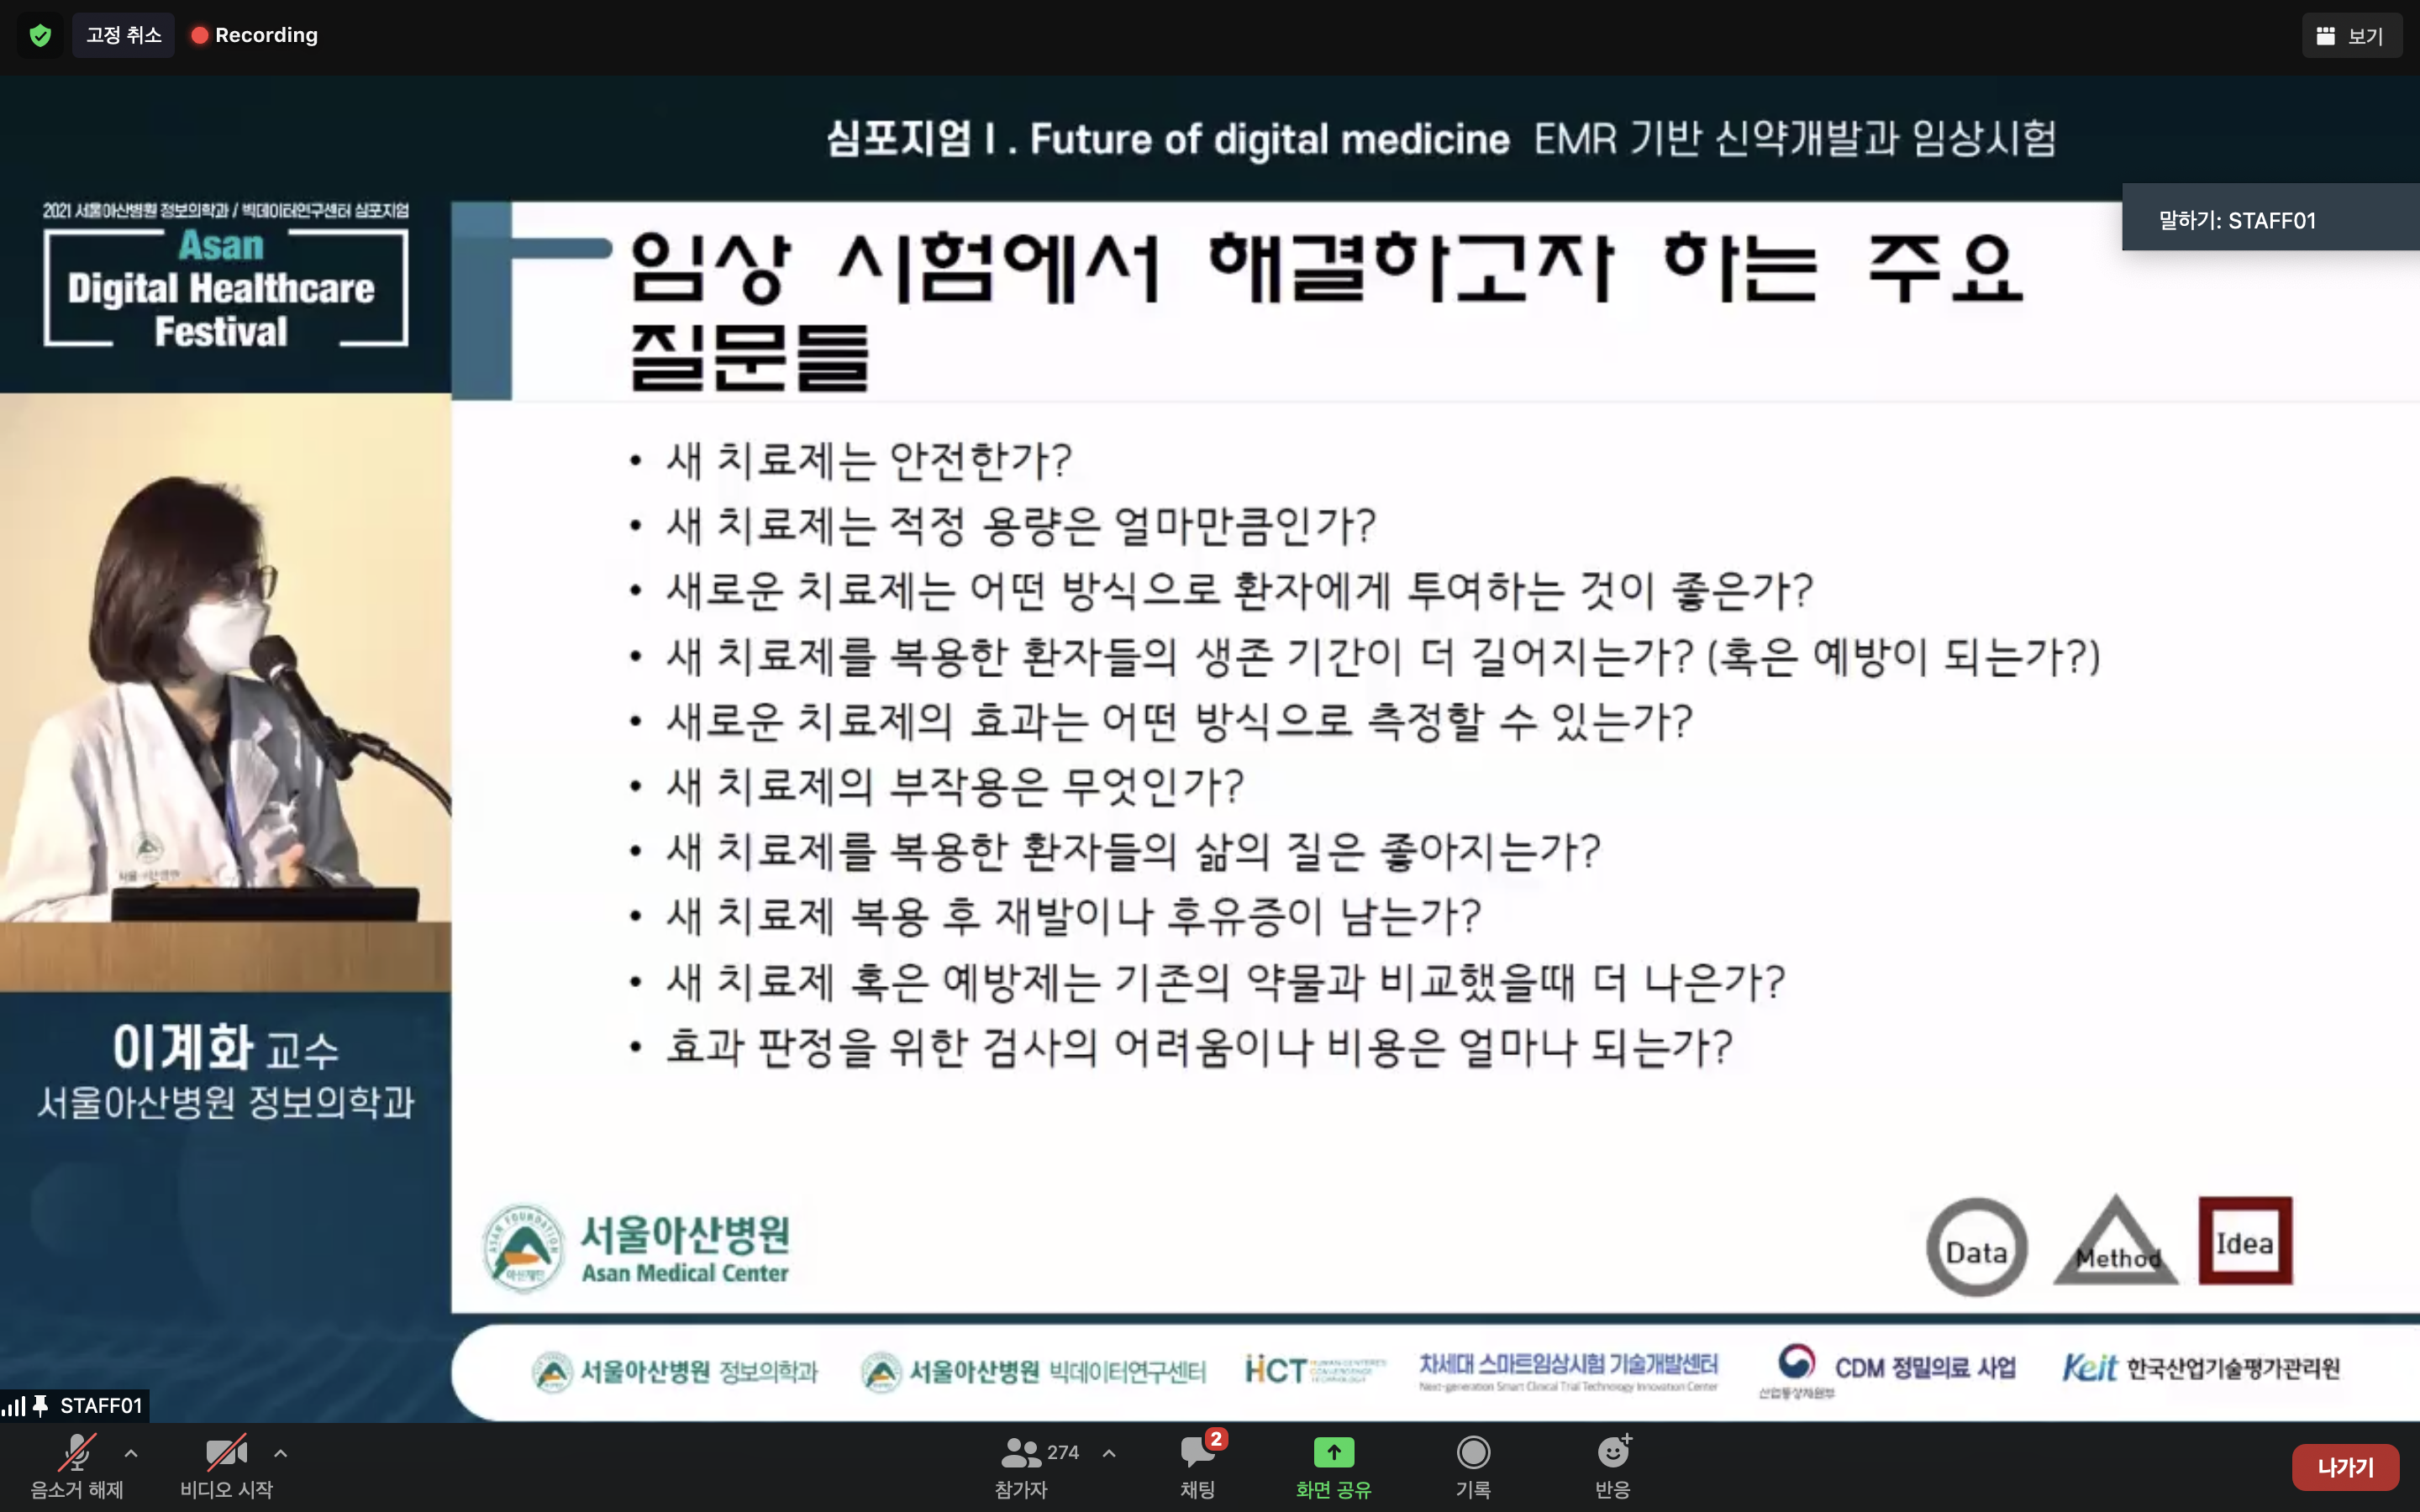 고정 취소
Recording
보기
심포지엄 I . Future of digital medicine EMR 기반 신약개발과 임상시험
말하기: STAFF01
2021 서울아산병원 정보의학과 / 빅데이터연구센터 심포지엄
Asan
Digital Healthcare
Festival
임상 시험에서 해결하고자 하는 주요
질문들
• 새 치료제는 안전한가?
• 새 치료제는 적정 용량은 얼마만큼인가?
• 새로운 치료제는 어떤 방식으로 환자에게 투여하는 것이 좋은가?
• 새 치료제를 복용한 환자들의 생존 기간이 더 길어지는가? (혹은 예방이 되는가?)
• 새로운 치료제의 효과는 어떤 방식으로 측정할 수 있는가?
• 새 치료제의 부작용은 무엇인가?
• 새 치료제를 복용한 환자들의 삶의 질은 좋아지는가?
• 새 치료제 복용 후 재발이나 후유증이 남는가?
• 새 치료제 혹은 예방제는 기존의 약물과 비교했을때 더 나은가?
• 효과 판정을 위한 검사의 어려움이나 비용은 얼마나 되는가?
이계화 교수
서울아산병원 정보의학과
ASAN FOUNDATION
아산재단
서울아산병원
Asan Medical Center
Data
Method
Idea
서울아산병원 정보의학과
서울아산병원 빅데이터연구센터
HCT HUMAN CENTERED CONVERGENCE TECHNOLOGY
차세대 스마트임상시험 기술개발센터
Next-generation Smart Clinical Trial Technology Innovation Center
산업통상자원부
CDM 정밀의료 사업
Keit 한국산업기술평가관리원
STAFF01
음소거 해제
비디오 시작
274
참가자
2
채팅
화면 공유
기록
반응
나가기